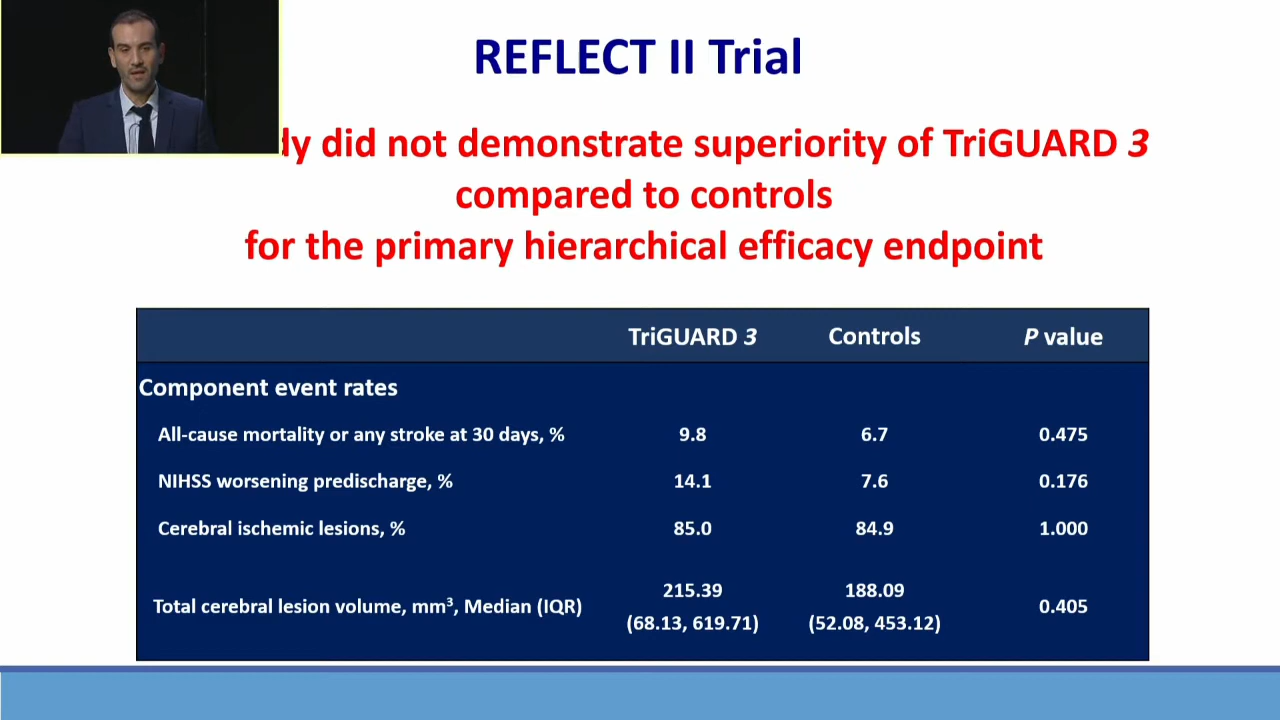 REFLECT II Trial
did not demonstrate superiority of TriGUARD 3
compared to controls
for the primary hierarchical efficacy endpoint
TriGUARD 3 Controls P value
Component event rates
All-cause mortality or any stroke at 30 days, % 9.8 6.7 0.475
NIHSS worsening predischarge, % 14.1 7.6 0.176
Cerebral ischemic lesions, % 85.0 84.9 1.000
Total cerebral lesion volume, mm³, Median (IQR) 215.39 (68.13, 619.71) 188.09 (52.08, 453.12) 0.405